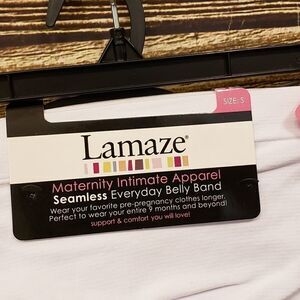 SIZE: S
Lamaze®
Maternity Intimate Apparel
Seamless Everyday Belly Band
Wear your favorite pre-pregnancy clothes longer.
Perfect to wear your entire 9 months and beyond!
support & comfort you will love!